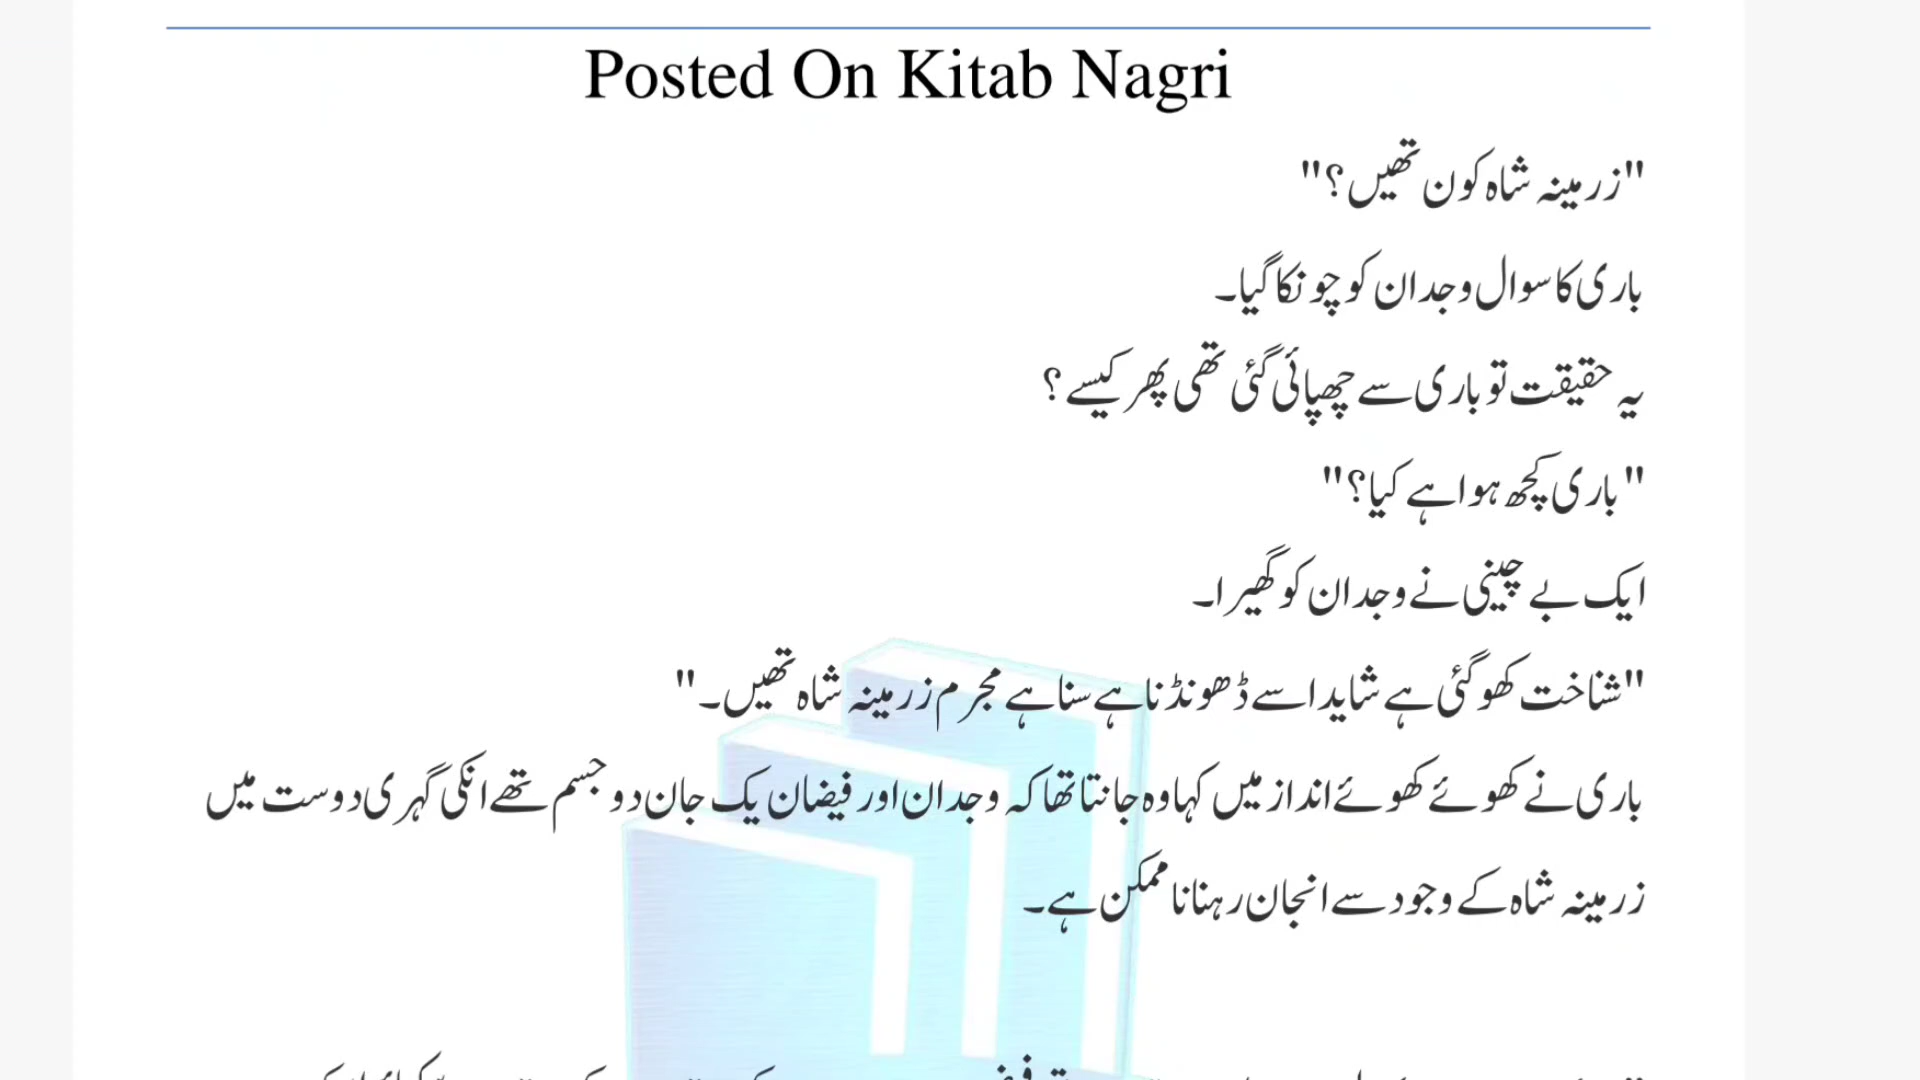 Posted On Kitab Nagri
"زرمینہ شاہ کون تھیں؟"
باری کا سوال وجدان کو چونکا گیا۔
یہ حقیقت تو باری سے چھپائی گئی تھی پھر کیسے؟
"باری کچھ ہوا ہے کیا؟"
ایک بے چینی نے وجدان کو گھیرا۔
"شناخت کھو گئی ہے شاید اسے ڈھونڈنا ہے سنا ہے مجرم زرمینہ شاہ تھیں۔"
باری نے کھوئے کھوئے انداز میں کہا وہ جانتا تھا کہ وجدان اور فیضان یک جان دو جسم تھے انکی گہری دوست میں
زرمینہ شاہ کے وجود سے انجان رہنا نا ممکن ہے۔